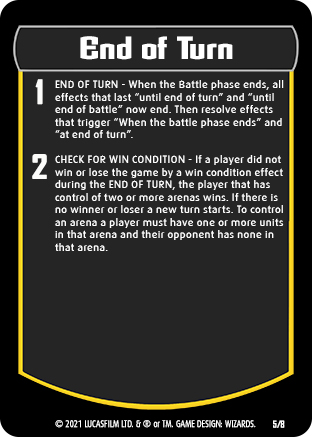 End of Turn
1 END OF TURN - When the Battle phase ends, all
effects that last “until end of turn” and “until
end of battle” now end. Then resolve effects
that trigger “When the battle phase ends” and
“at end of turn”.
2 CHECK FOR WIN CONDITION - If a player did not
win or lose the game by a win condition effect
during the END OF TURN, the player that has
control of two or more arenas wins. If there is
no winner or loser a new turn starts. To control
an arena a player must have one or more units
in that arena and their opponent has none in
that arena.
© 2021 LUCASFILM LTD. & ® or TM. GAME DESIGN: WIZARDS. 5/8